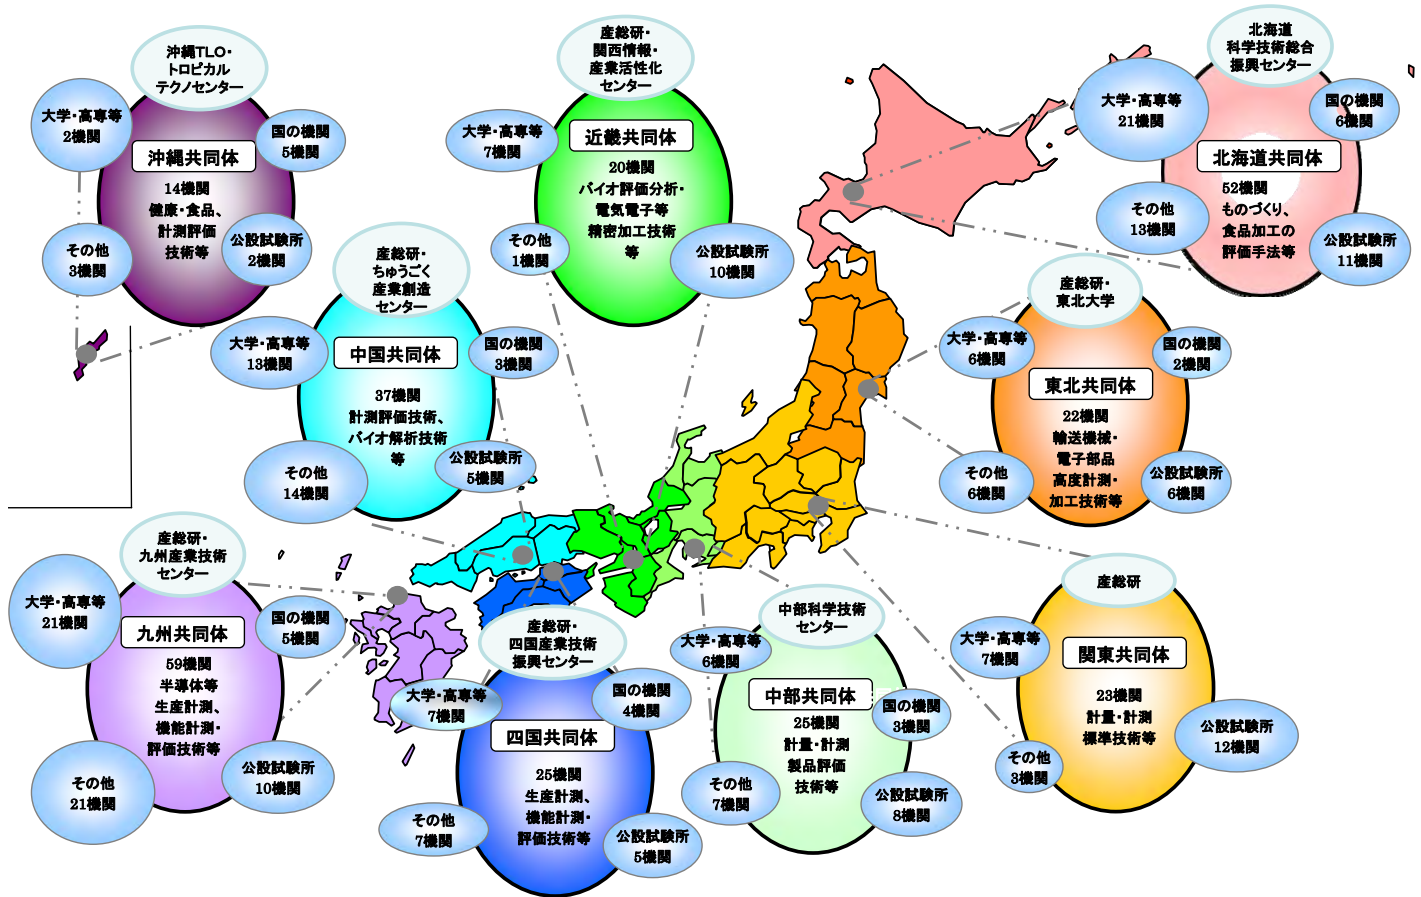 沖縄TLO・
トロピカル
テクノセンター
大学・高専等
2機関
国の機関
5機関
沖縄共同体
14機関
健康・食品、
計測評価
技術等
その他
3機関
公設試験所
2機関
産総研・
関西情報・
産業活性化
センター
大学・高専等
7機関
近畿共同体
20機関
バイオ評価分析・
電気電子等
精密加工技術
等
その他
1機関
公設試験所
10機関
北海道
科学技術総合
振興センター
大学・高専等
21機関
国の機関
6機関
北海道共同体
52機関
ものづくり、
食品加工の
評価手法等
その他
13機関
公設試験所
11機関
産総研・
ちゅうごく
産業創造
センター
大学・高専等
13機関
国の機関
3機関
中国共同体
37機関
計測評価技術、
バイオ解析技術
等
その他
14機関
公設試験所
5機関
産総研・
東北大学
大学・高専等
6機関
国の機関
2機関
東北共同体
22機関
輸送機械・
電子部品
高度計測・
加工技術等
その他
6機関
公設試験所
6機関
産総研・
九州産業技術
センター
大学・高専等
21機関
国の機関
5機関
九州共同体
59機関
半導体等
生産計測、
機能計測・
評価技術等
その他
21機関
公設試験所
10機関
産総研・
四国産業技術
振興センター
大学・高専等
7機関
国の機関
4機関
四国共同体
25機関
生産計測、
機能計測・
評価技術等
その他
7機関
公設試験所
5機関
中部科学技術
センター
大学・高専等
6機関
国の機関
3機関
中部共同体
25機関
計量・計測
製品評価
技術等
その他
7機関
公設試験所
8機関
産総研
大学・高専等
7機関
関東共同体
23機関
計量・計測
標準技術等
その他
3機関
公設試験所
12機関